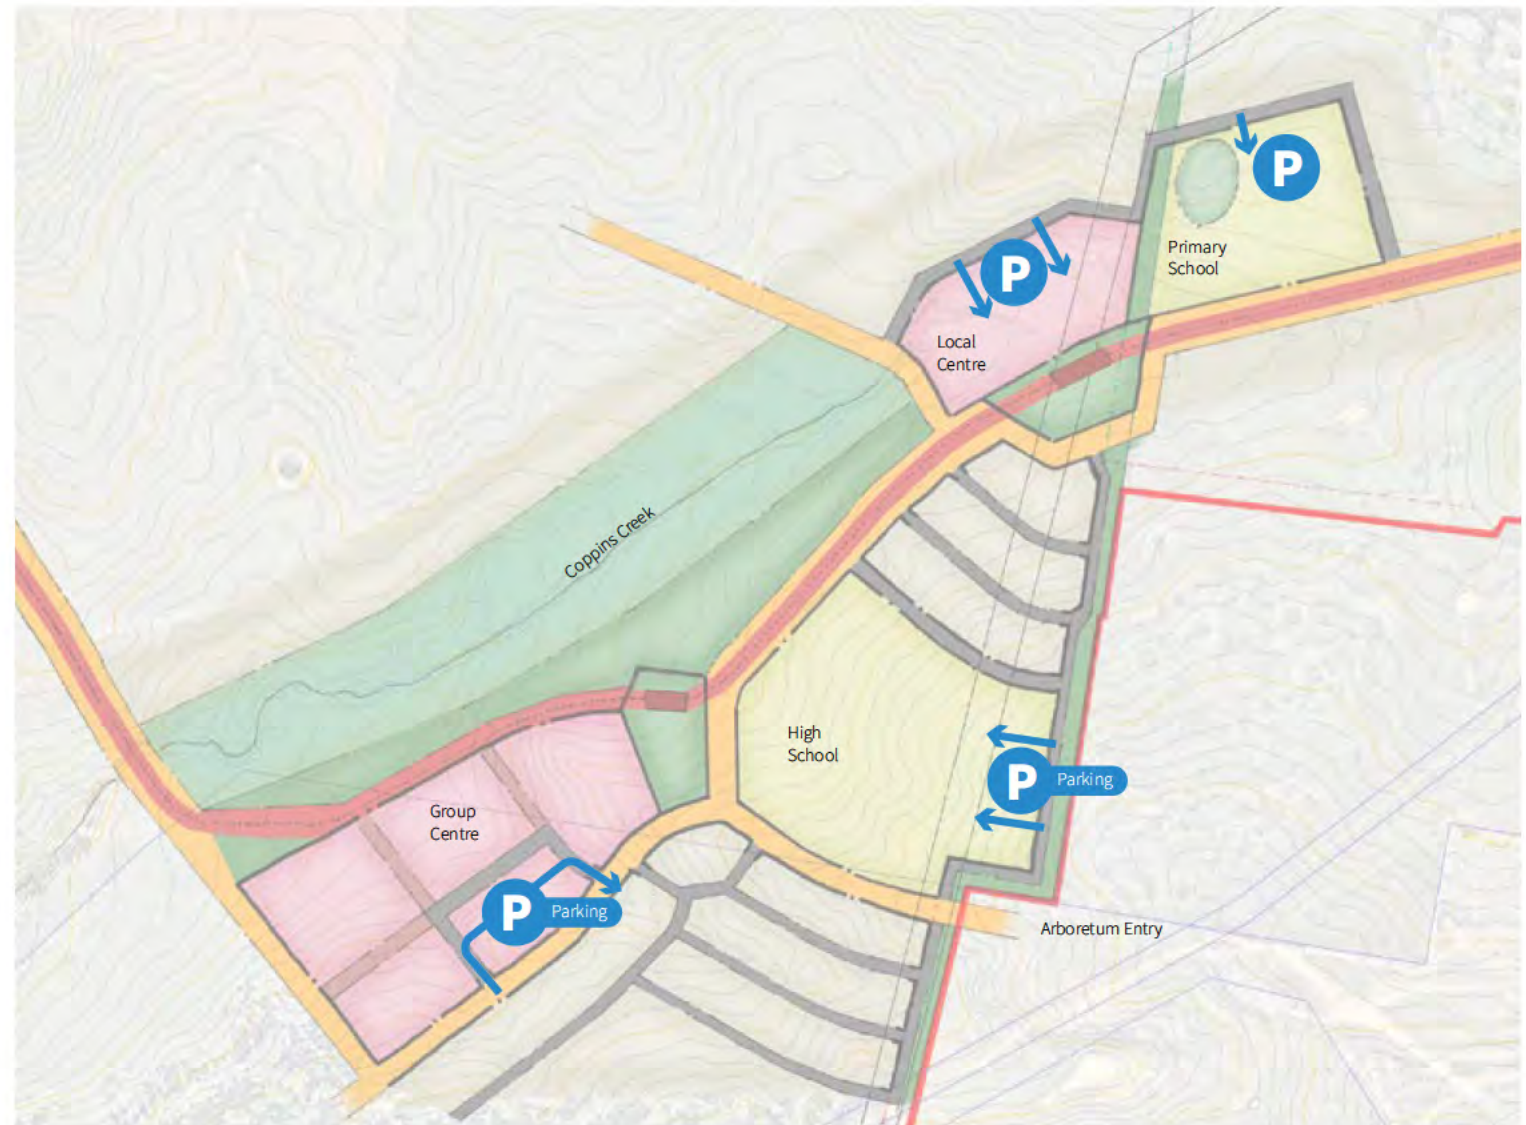 P
Primary
School
P
Local
Centre
Coppins Creek
High
School
P Parking
Group
Centre
P Parking
Arboretum Entry